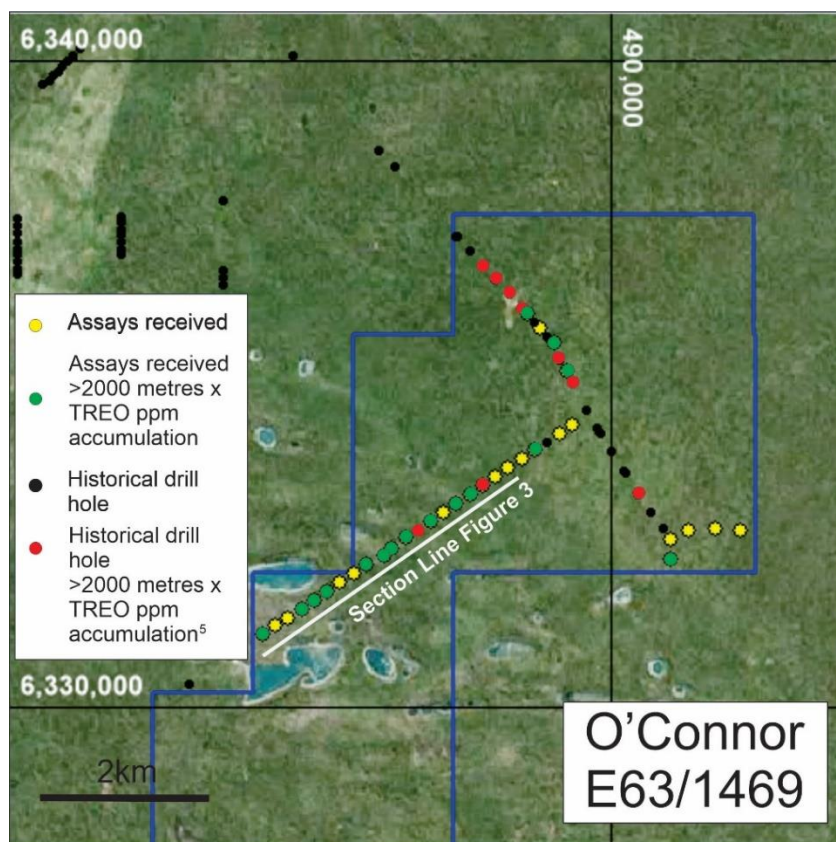 6,340,000
490,000
Assays received
Assays received
>2000 metres x
TREO ppm
accumulation
Historical drill
hole
Historical drill
hole
>2000 metres x
TREO ppm
accumulation⁵
Section Line Figure 3
6,330,000
2km
O'Connor
E63/1469